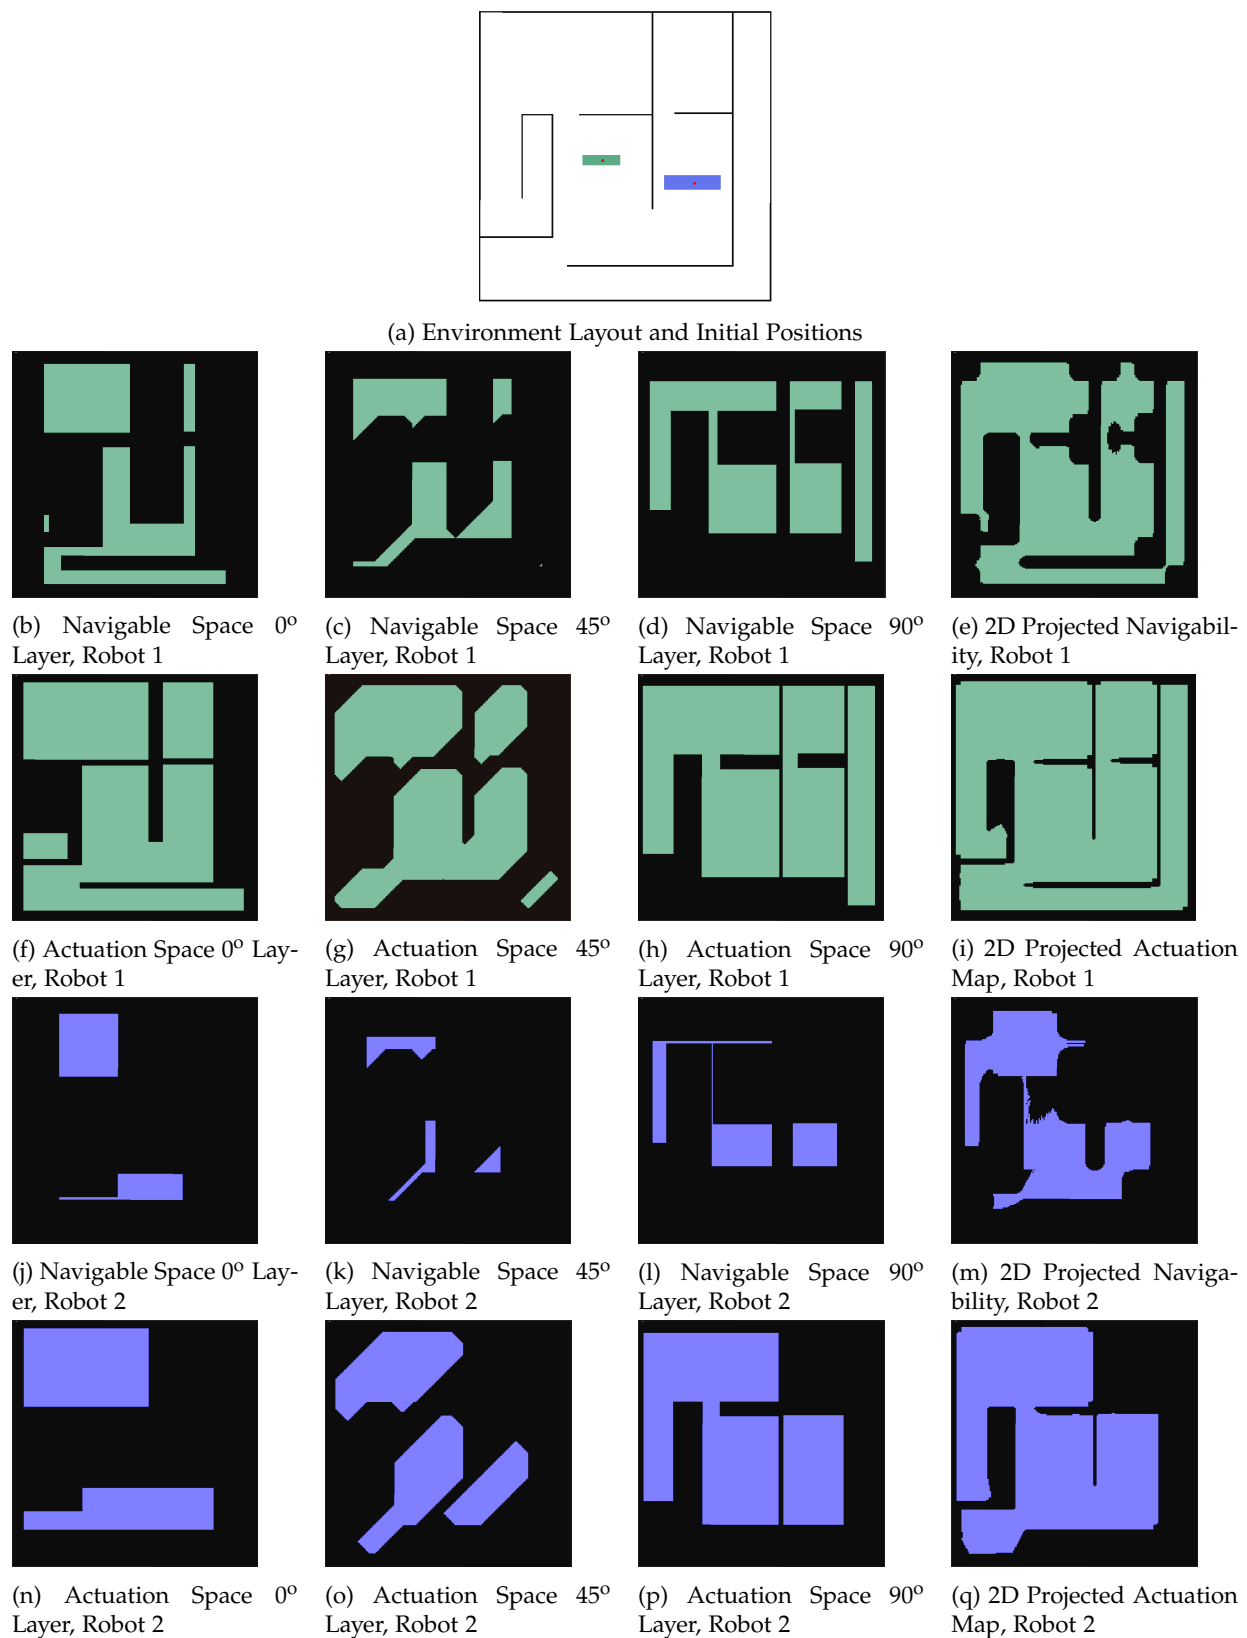 (a) Environment Layout and Initial Positions
(b) Navigable Space 0º
Layer, Robot 1
(c) Navigable Space 45º
Layer, Robot 1
(d) Navigable Space 90º
Layer, Robot 1
(e) 2D Projected Navigabil-
ity, Robot 1
(f) Actuation Space 0º Lay-
er, Robot 1
(g) Actuation Space 45º
Layer, Robot 1
(h) Actuation Space 90º
Layer, Robot 1
(i) 2D Projected Actuation
Map, Robot 1
(j) Navigable Space 0º Lay-
er, Robot 2
(k) Navigable Space 45º
Layer, Robot 2
(l) Navigable Space 90º
Layer, Robot 2
(m) 2D Projected Naviga-
bility, Robot 2
(n) Actuation Space 0º
Layer, Robot 2
(o) Actuation Space 45º
Layer, Robot 2
(p) Actuation Space 90º
Layer, Robot 2
(q) 2D Projected Actuation
Map, Robot 2